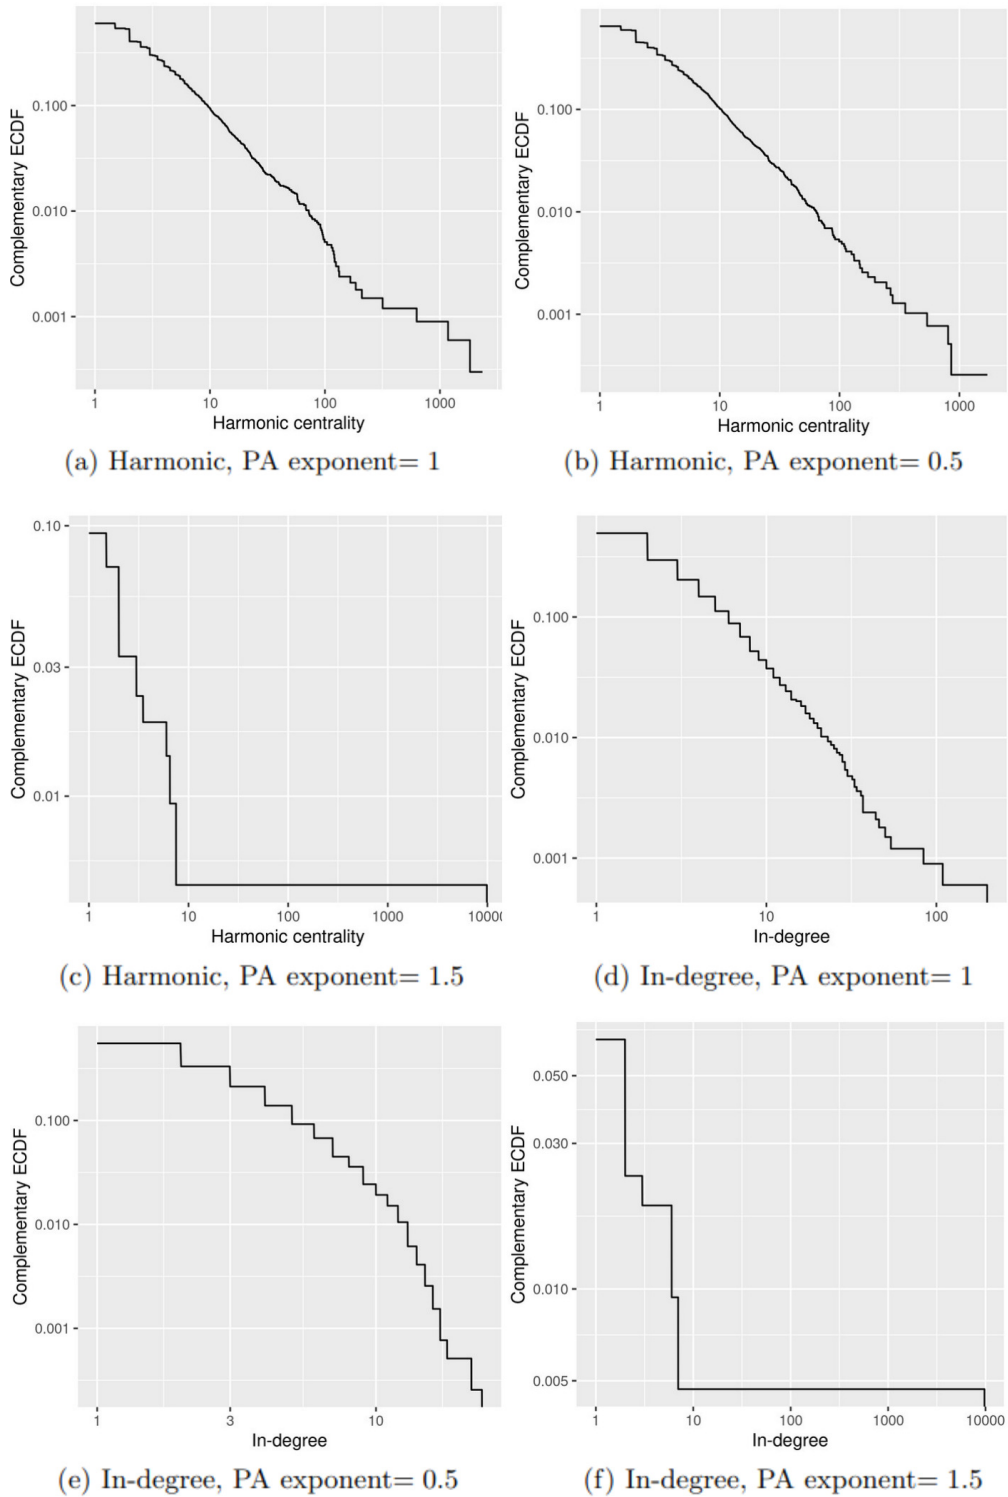 Complementary ECDF
0.100
0.010
0.001
1
10
100
1000
Harmonic centrality
(a) Harmonic, PA exponent= 1
Complementary ECDF
0.100
0.010
0.001
1
10
100
1000
Harmonic centrality
(b) Harmonic, PA exponent= 0.5
Complementary ECDF
0.10
0.03
0.01
1
10
100
1000
10000
Harmonic centrality
(c) Harmonic, PA exponent= 1.5
Complementary ECDF
0.100
0.010
0.001
1
10
100
In-degree
(d) In-degree, PA exponent= 1
Complementary ECDF
0.100
0.010
0.001
1
3
10
In-degree
(e) In-degree, PA exponent= 0.5
Complementary ECDF
0.050
0.030
0.010
0.005
1
10
100
1000
10000
In-degree
(f) In-degree, PA exponent= 1.5